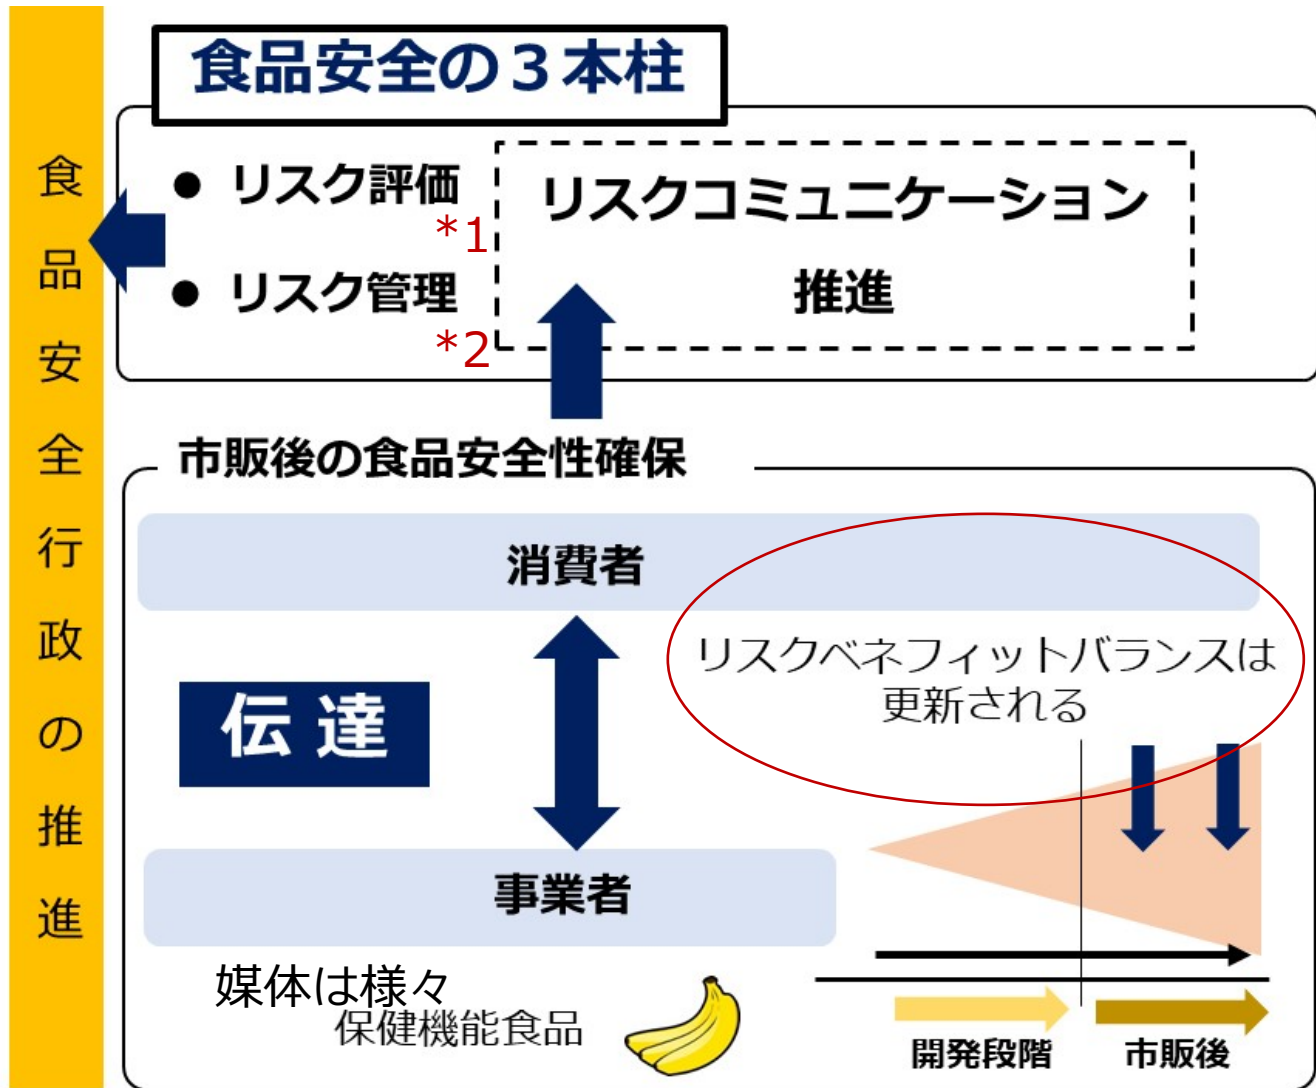 食品安全の３本柱
食品安全行政の推進
● リスク評価
*1
● リスク管理
*2
リスクコミュニケーション
推進
市販後の食品安全性確保
消費者
伝 達
リスクベネフィットバランスは
更新される
事業者
媒体は様々
保健機能食品
開発段階
市販後